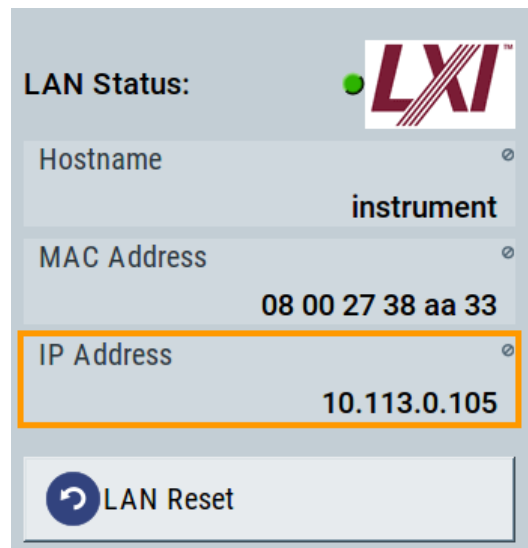 LAN Status:
LXI™
Hostname
instrument
MAC Address
08 00 27 38 aa 33
IP Address
10.113.0.105
LAN Reset